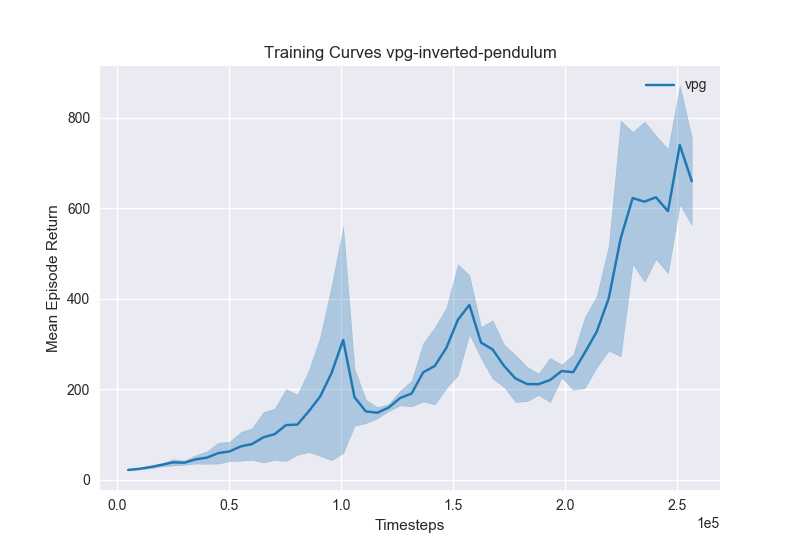 Training Curves vpg-inverted-pendulum
vpg
800
600
400
200
0
Mean Episode Return
0.0 0.5 1.0 1.5 2.0 2.5
1e5
Timesteps